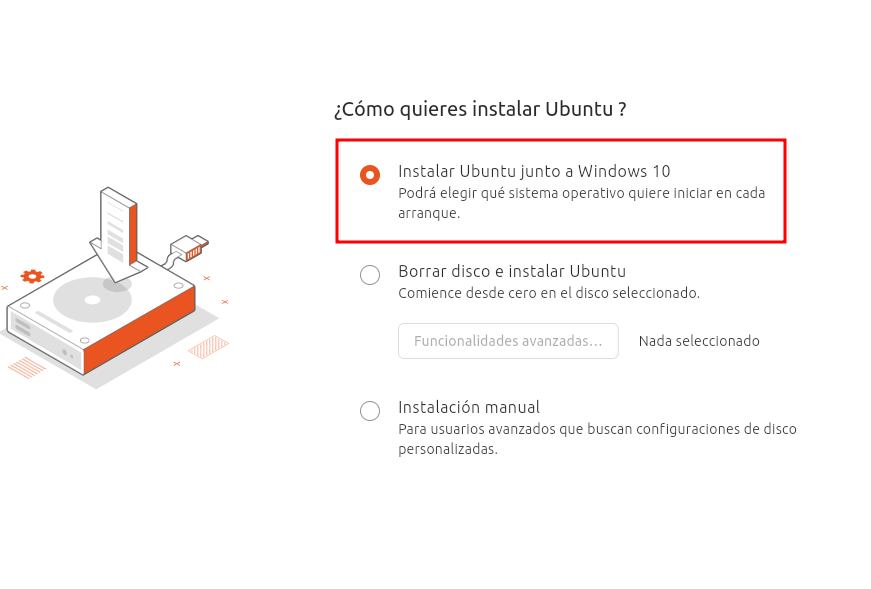 ¿Cómo quieres instalar Ubuntu ?
Instalar Ubuntu junto a Windows 10
Podrá elegir qué sistema operativo quiere iniciar en cada
arranque.
Borrar disco e instalar Ubuntu
Comience desde cero en el disco seleccionado.
Funcionalidades avanzadas... Nada seleccionado
Instalación manual
Para usuarios avanzados que buscan configuraciones de disco
personalizadas.